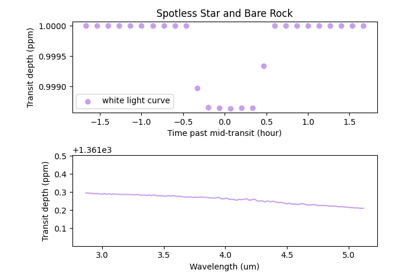 Spotless Star and Bare Rock
Transit depth (ppm)
1.0000
0.9995
0.9990
white light curve
−1.5 −1.0 −0.5 0.0 0.5 1.0 1.5
Time past mid-transit (hour)
+1.361e3
Transit depth (ppm)
0.5
0.4
0.3
0.2
0.1
3.0 3.5 4.0 4.5 5.0
Wavelength (um)